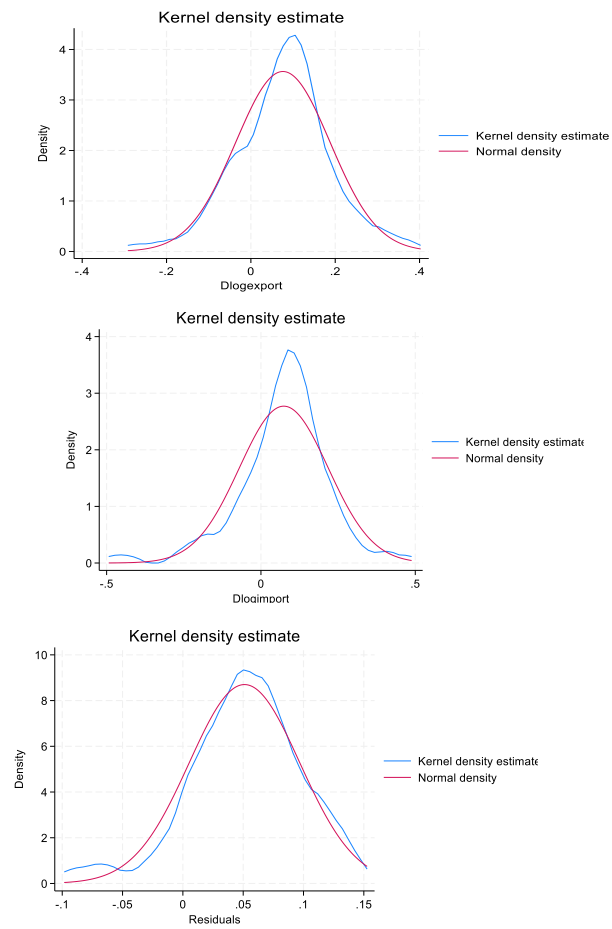 Kernel density estimate
4
3
2
1
0
Density
-.4
-.2
0
.2
.4
Dlogexport
Kernel density estimate
Normal density
Kernel density estimate
4
3
2
1
0
Density
-.5
0
.5
Dlogimport
Kernel density estimate
Normal density
Kernel density estimate
10
8
6
4
2
0
Density
-.1
-.05
0
.05
.1
.15
Residuals
Kernel density estimate
Normal density